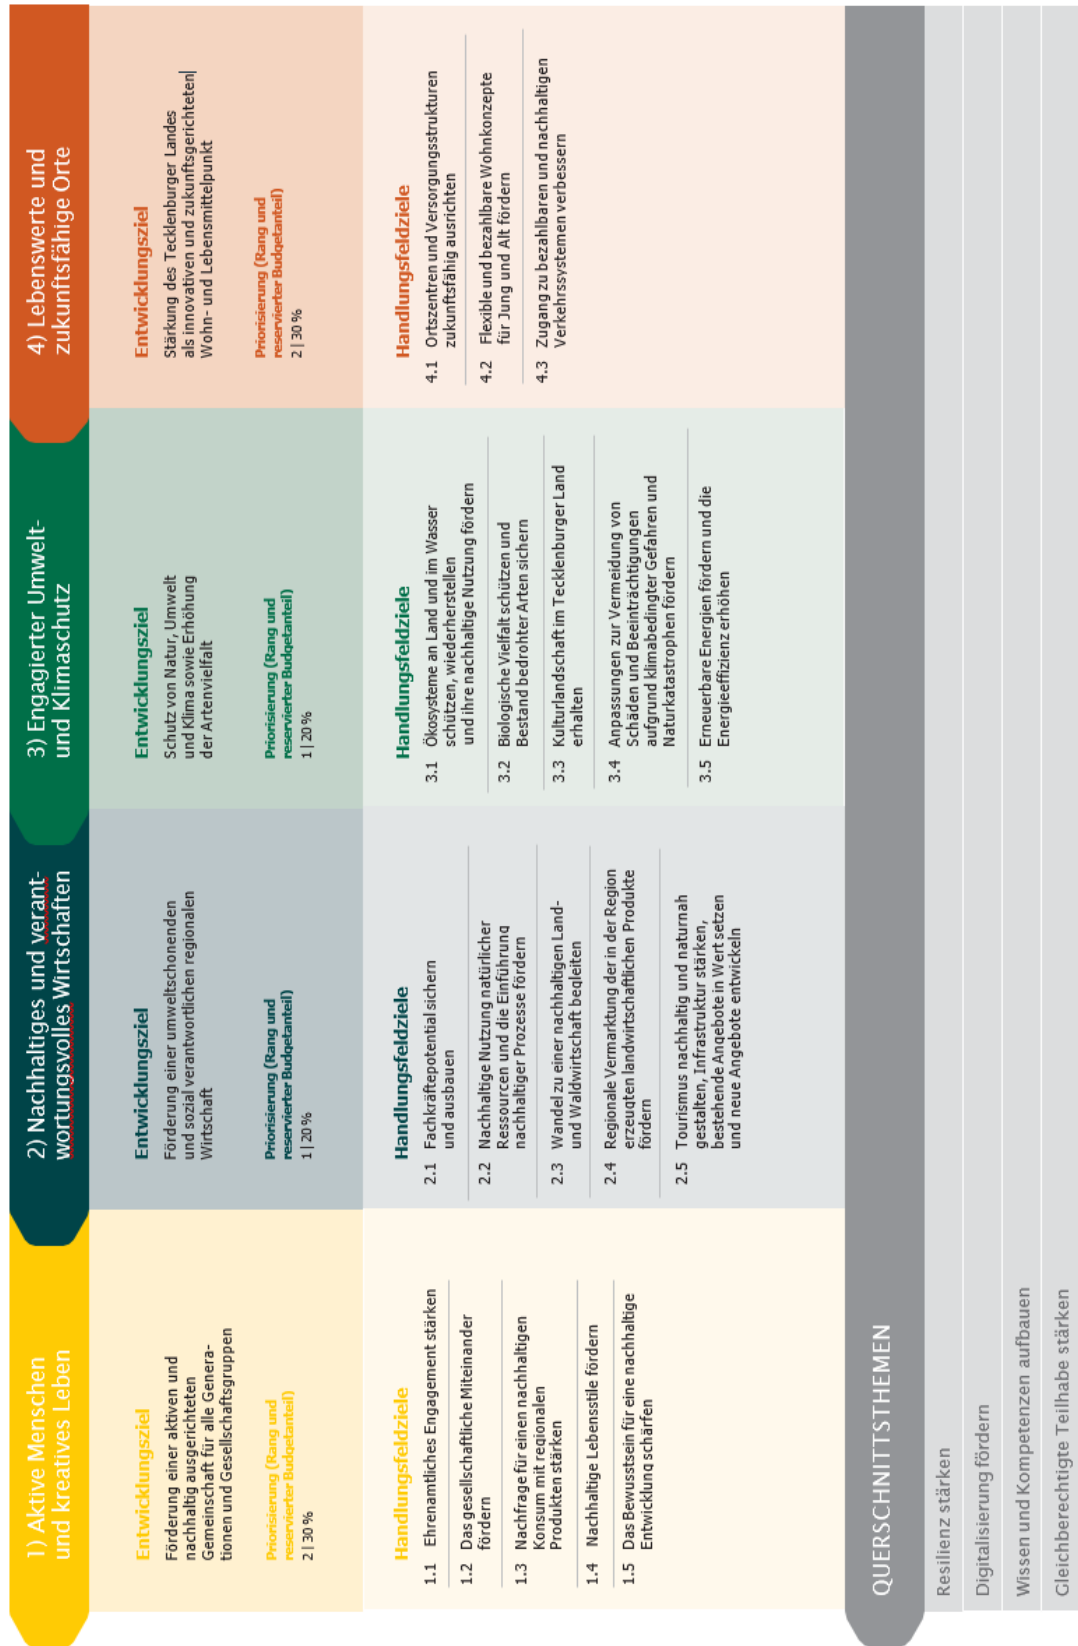 1) Aktive Menschen
und kreatives Leben
Entwicklungsziel
Förderung einer aktiven und
nachhaltig ausgerichteten
Gemeinschaft für alle Genera-
tionen und Gesellschaftsgruppen
Priorisierung (Rang und
reservierter Budgetanteil)
2 | 30 %
Handlungsfeldziele
1.1 Ehrenamtliches Engagement stärken
1.2 Das gesellschaftliche Miteinander
fördern
1.3 Nachfrage für einen nachhaltigen
Konsum mit regionalen
Produkten stärken
1.4 Nachhaltige Lebensstile fördern
1.5 Das Bewusstsein für eine nachhaltige
Entwicklung schärfen
2) Nachhaltiges und verant-
wortungsvolles Wirtschaften
Entwicklungsziel
Förderung einer umweltschonenden
und sozial verantwortlichen regionalen
Wirtschaft
Priorisierung (Rang und
reservierter Budgetanteil)
1 | 20 %
Handlungsfeldziele
2.1 Fachkräftepotential sichern
und ausbauen
2.2 Nachhaltige Nutzung natürlicher
Ressourcen und die Einführung
nachhaltiger Prozesse fördern
2.3 Wandel zu einer nachhaltigen Land-
und Waldwirtschaft begleiten
2.4 Regionale Vermarktung der in der Region
erzeugten landwirtschaftlichen Produkte
fördern
2.5 Tourismus nachhaltig und naturnah
gestalten, Infrastruktur stärken,
bestehende Angebote in Wert setzen
und neue Angebote entwickeln
3) Engagierter Umwelt-
und Klimaschutz
Entwicklungsziel
Schutz von Natur, Umwelt
und Klima sowie Erhöhung
der Artenvielfalt
Priorisierung (Rang und
reservierter Budgetanteil)
1 | 20 %
Handlungsfeldziele
3.1 Ökosysteme an Land und im Wasser
schützen, wiederherstellen
und ihre nachhaltige Nutzung fördern
3.2 Biologische Vielfalt schützen und
Bestand bedrohter Arten sichern
3.3 Kulturlandschaft im Tecklenburger Land
erhalten
3.4 Anpassungen zur Vermeidung von
Schäden und Beeinträchtigungen
aufgrund klimabedingter Gefahren und
Naturkatastrophen fördern
3.5 Erneuerbare Energien fördern und die
Energieeffizienz erhöhen
4) Lebenswerte und
zukunftsfähige Orte
Entwicklungsziel
Stärkung des Tecklenburger Landes
als innovativen und zukunftsgerichteten
Wohn- und Lebensmittelpunkt
Priorisierung (Rang und
reservierter Budgetanteil)
2 | 30 %
Handlungsfeldziele
4.1 Ortszentren und Versorgungsstrukturen
zukunftsfähig ausrichten
4.2 Flexible und bezahlbare Wohnkonzepte
für Jung und Alt fördern
4.3 Zugang zu bezahlbaren und nachhaltigen
Verkehrssystemen verbessern
QUERSCHNITTSTHEMEN
Resilienz stärken
Digitalisierung fördern
Wissen und Kompetenzen aufbauen
Gleichberechtigte Teilhabe stärken